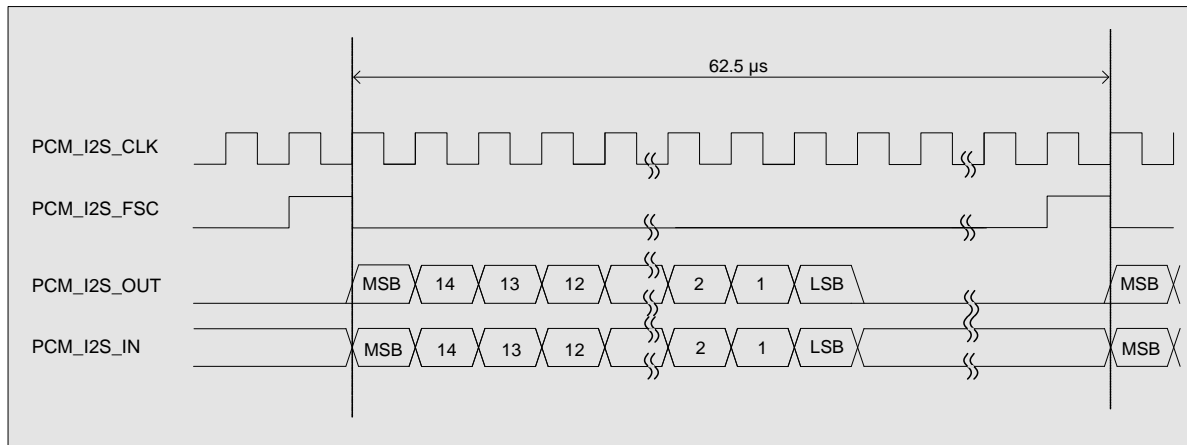 62.5 µs
PCM_I2S_CLK
PCM_I2S_FSC
PCM_I2S_OUT MSB 14 13 12 2 1 LSB MSB
PCM_I2S_IN MSB 14 13 12 2 1 LSB MSB